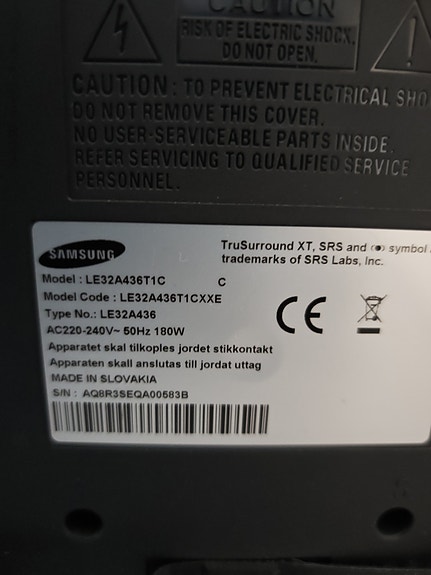 CAUTION
RISK OF ELECTRIC SHOCK.
DO NOT OPEN.
CAUTION: TO PREVENT ELECTRICAL SHO
DO NOT REMOVE THIS COVER.
NO USER-SERVICEABLE PARTS INSIDE.
REFER SERVICING TO QUALIFIED SERVICE
PERSONNEL.
SAMSUNG
TruSurround XT, SRS and (●) symbol
trademarks of SRS Labs, Inc.
Model : LE32A436T1C C
Model Code : LE32A436T1CXXE
Type No.: LE32A436
AC220-240V~ 50Hz 180W
Apparatet skal tilkoples jordet stikkontakt
Apparaten skall anslutas till jordat uttag
MADE IN SLOVAKIA
S/N : AQ8R3SEQA00583B
CE